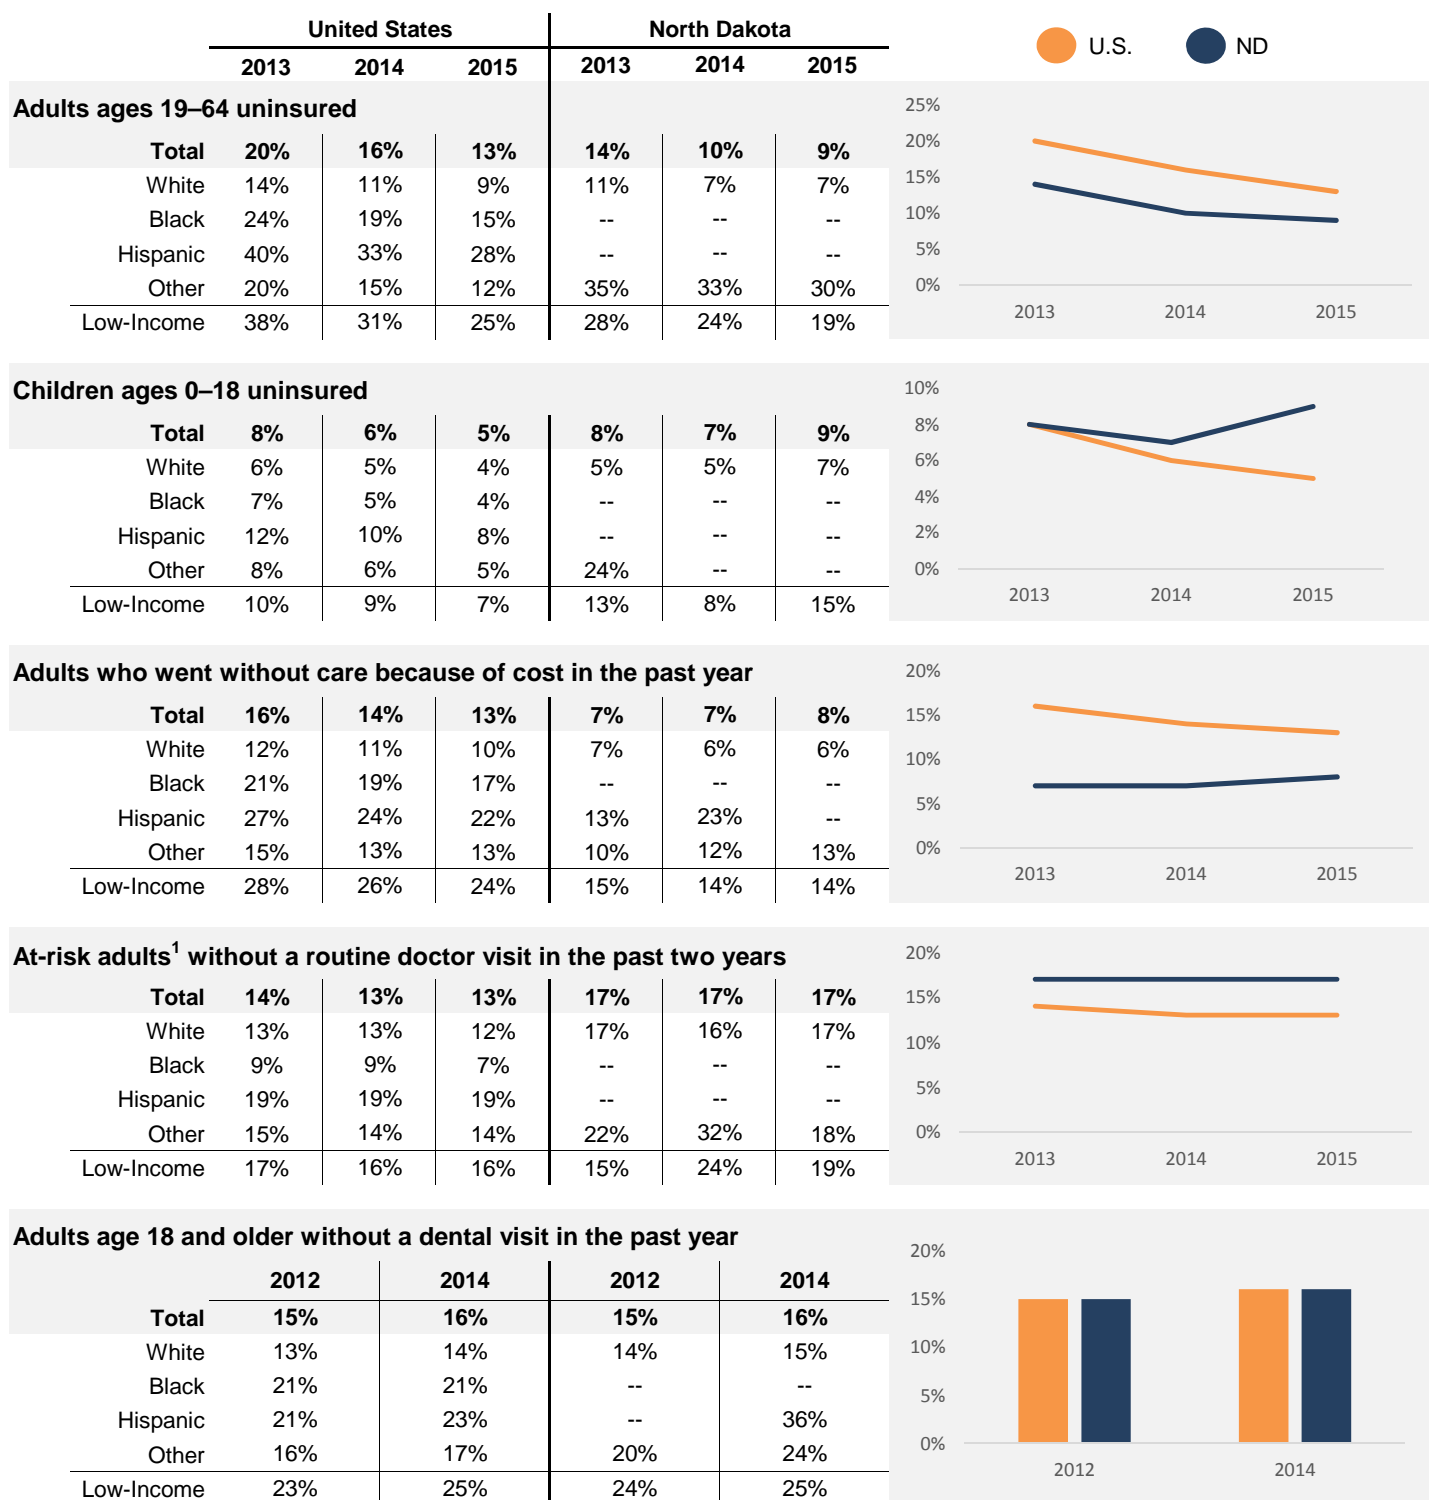 United States North Dakota
U.S. ND
2013 2014 2015 2013 2014 2015
Adults ages 19–64 uninsured
Total 20% 16% 13% 14% 10% 9%
White 14% 11% 9% 11% 7% 7%
Black 24% 19% 15% -- -- --
Hispanic 40% 33% 28% -- -- --
Other 20% 15% 12% 35% 33% 30%
Low-Income 38% 31% 25% 28% 24% 19%
25%
20%
15%
10%
5%
0%
2013 2014 2015
Children ages 0–18 uninsured
Total 8% 6% 5% 8% 7% 9%
White 6% 5% 4% 5% 5% 7%
Black 7% 5% 4% -- -- --
Hispanic 12% 10% 8% -- -- --
Other 8% 6% 5% 24% -- --
Low-Income 10% 9% 7% 13% 8% 15%
10%
8%
6%
4%
2%
0%
2013 2014 2015
Adults who went without care because of cost in the past year
Total 16% 14% 13% 7% 7% 8%
White 12% 11% 10% 7% 6% 6%
Black 21% 19% 17% -- -- --
Hispanic 27% 24% 22% 13% 23% --
Other 15% 13% 13% 10% 12% 13%
Low-Income 28% 26% 24% 15% 14% 14%
20%
15%
10%
5%
0%
2013 2014 2015
At-risk adults1 without a routine doctor visit in the past two years
Total 14% 13% 13% 17% 17% 17%
White 13% 13% 12% 17% 16% 17%
Black 9% 9% 7% -- -- --
Hispanic 19% 19% 19% -- -- --
Other 15% 14% 14% 22% 32% 18%
Low-Income 17% 16% 16% 15% 24% 19%
20%
15%
10%
5%
0%
2013 2014 2015
Adults age 18 and older without a dental visit in the past year
2012 2014 2012 2014
Total 15% 16% 15% 16%
White 13% 14% 14% 15%
Black 21% 21% -- --
Hispanic 21% 23% -- 36%
Other 16% 17% 20% 24%
Low-Income 23% 25% 24% 25%
20%
15%
10%
5%
0%
2012 2014